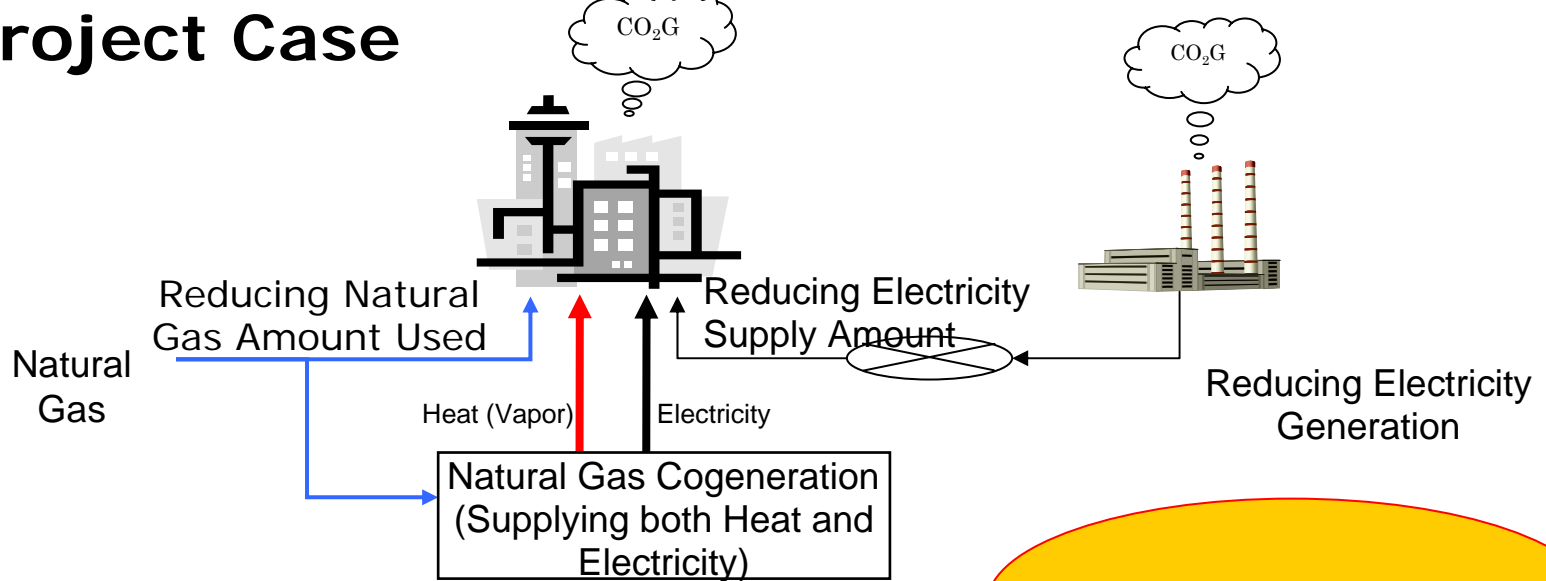 roject Case
CO₂G
CO₂G
Reducing Natural
Gas Amount Used
Natural
Gas
Reducing Electricity
Supply Amount
Reducing Electricity
Generation
Heat (Vapor)
Electricity
Natural Gas Cogeneration
(Supplying both Heat and
Electricity)